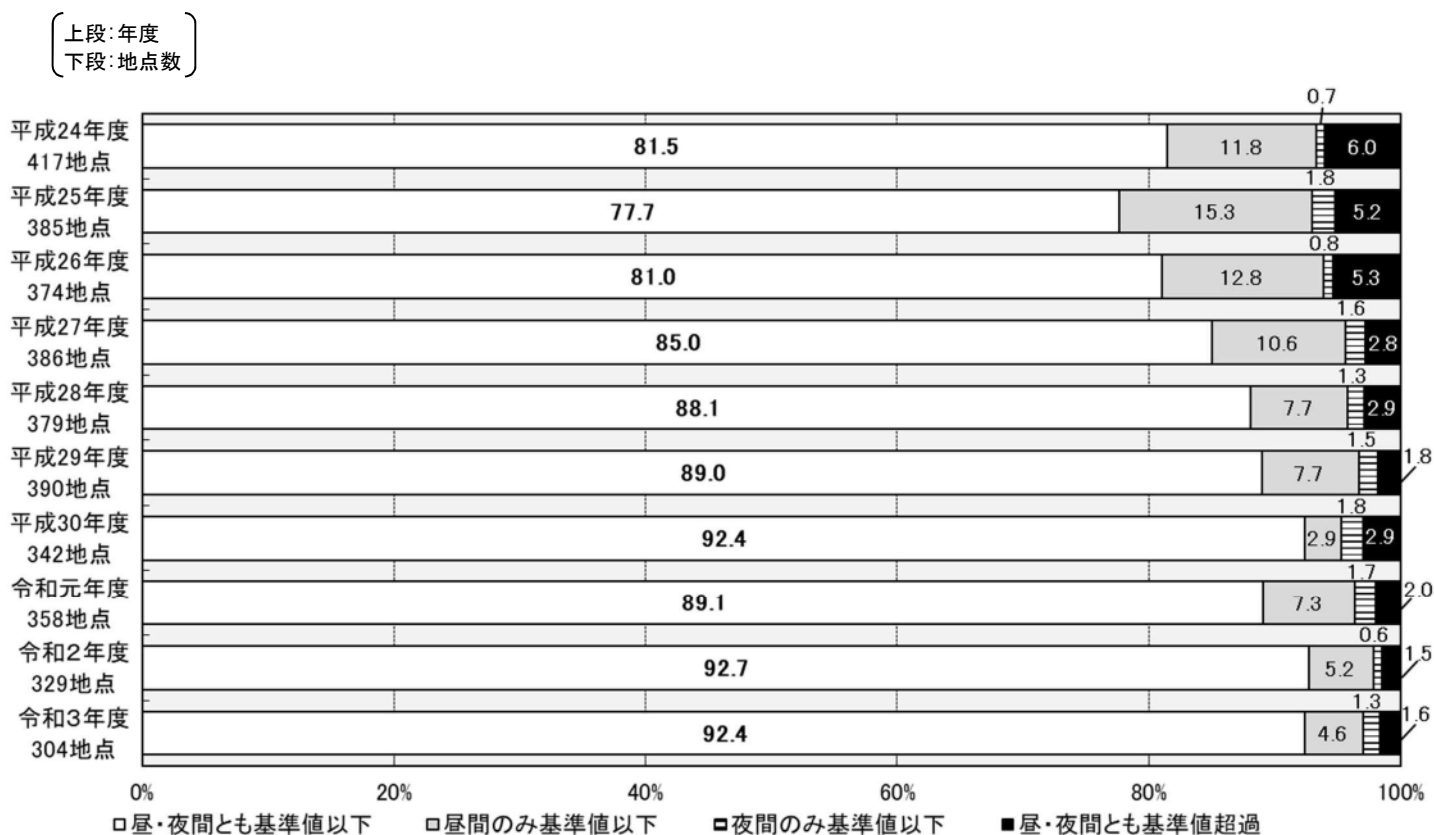 上段:年度
下段:地点数
0.7
平成24年度
417地点
81.5
11.8
6.0
1.8
平成25年度
385地点
77.7
15.3
5.2
0.8
平成26年度
374地点
81.0
12.8
5.3
1.6
平成27年度
386地点
85.0
10.6
2.8
1.3
平成28年度
379地点
88.1
7.7
2.9
1.5
平成29年度
390地点
89.0
7.7
1.8
1.8
平成30年度
342地点
92.4
2.9
2.9
1.7
令和元年度
358地点
89.1
7.3
2.0
0.6
令和2年度
329地点
92.7
5.2
1.5
1.3
令和3年度
304地点
92.4
4.6
1.6
0% 20% 40% 60% 80% 100%
昼・夜間とも基準値以下 昼間のみ基準値以下 夜間のみ基準値以下 昼・夜間とも基準値超過